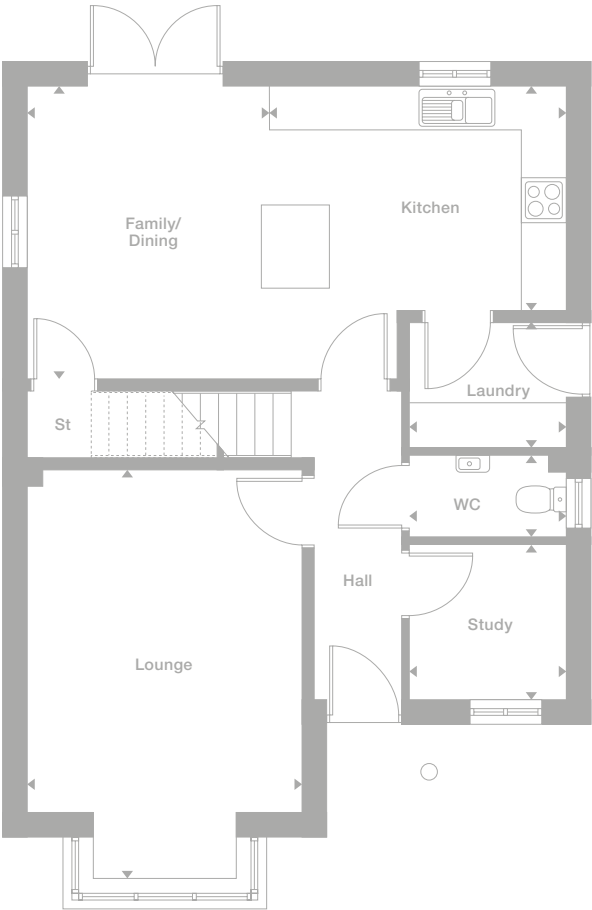 Family/
Dining
Kitchen
Laundry
St
WC
Hall
Study
Lounge